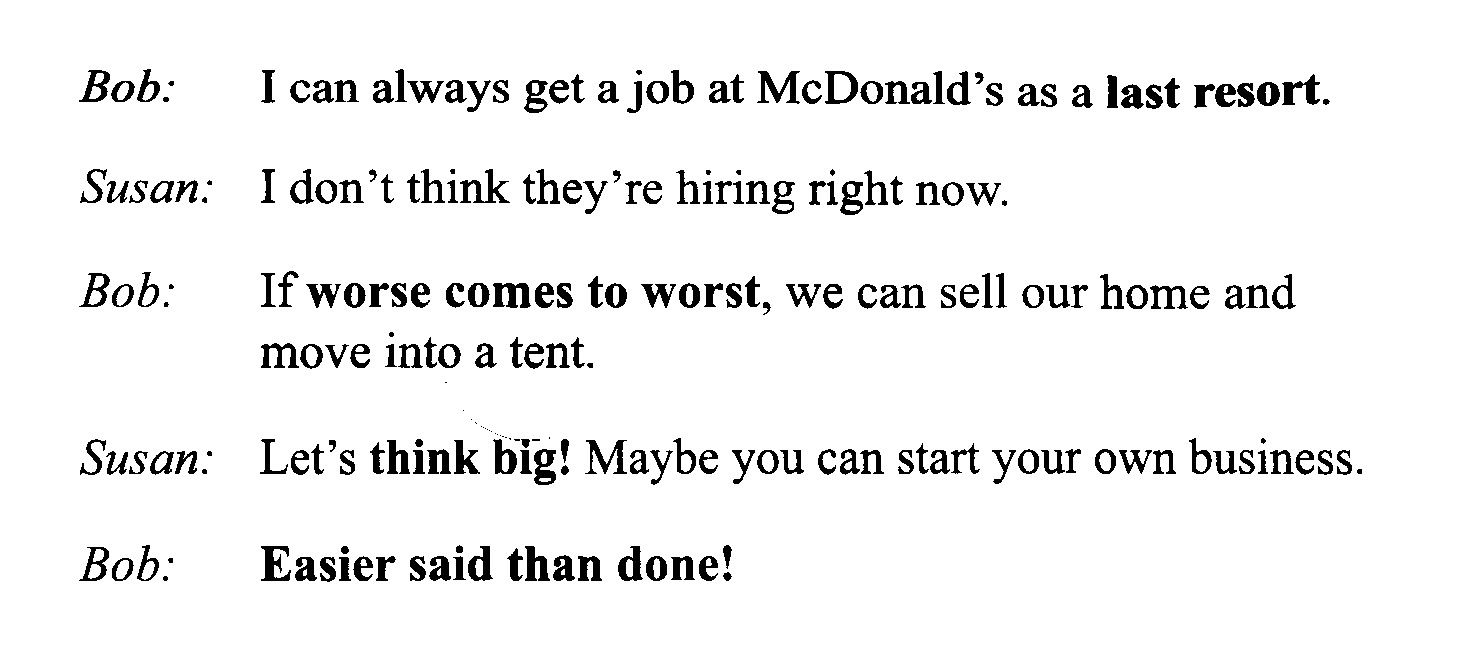 Bob: I can always get a job at McDonald's as a last resort.
Susan: I don't think they're hiring right now.
Bob: If worse comes to worst, we can sell our home and
move into a tent.
Susan: Let's think big! Maybe you can start your own business.
Bob: Easier said than done!